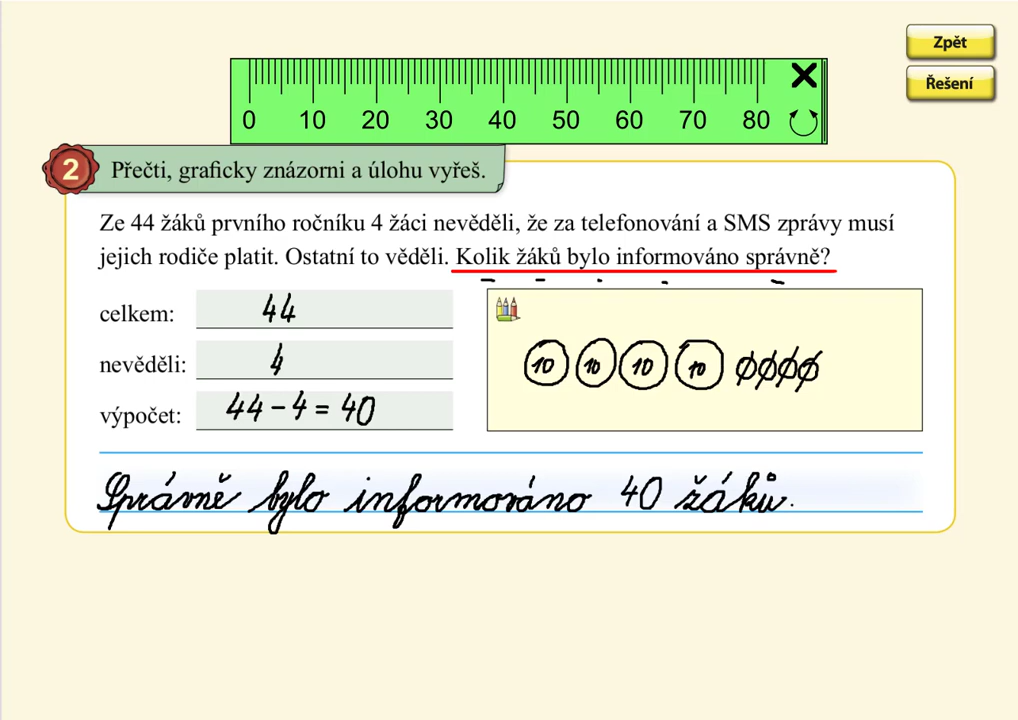 Zpět
Řešení
0 10 20 30 40 50 60 70 80
2 Přečti, graficky znázorni a úlohu vyřeš.
Ze 44 žáků prvního ročníku 4 žáci nevěděli, že za telefonování a SMS zprávy musí
jejich rodiče platit. Ostatní to věděli. Kolik žáků bylo informováno správně?
celkem: 44
nevěděli: 4
výpočet: 44 - 4 = 40
10 10 10 10
Správně bylo informováno 40 žáků.